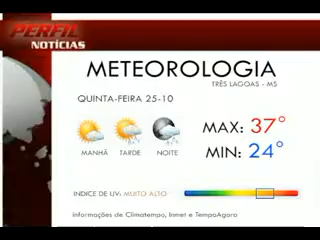 PERFIL
NOTÍCIAS
METEOROLOGIA
TRÊS LAGOAS - MS
QUINTA-FEIRA 25-10
MANHÃ TARDE NOITE
MAX: 37°
MIN: 24°
INDICE DE UV: MUITO ALTO
Informações de Climatempo, Inmet e TempoAgora